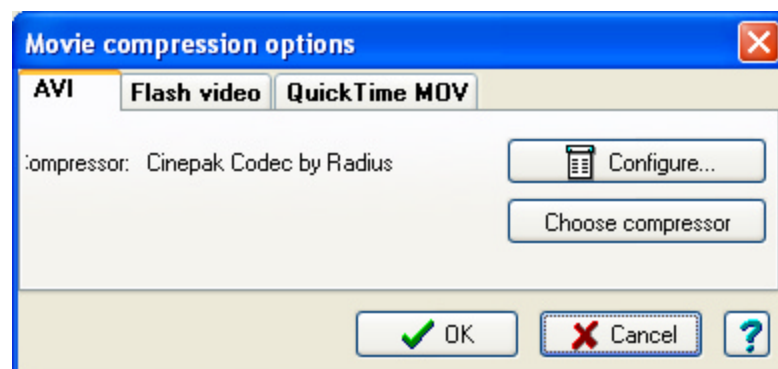 Movie compression options
AVI Flash video QuickTime MOV
ompressor: Cinepak Codec by Radius Configure...
Choose compressor
OK Cancel ?